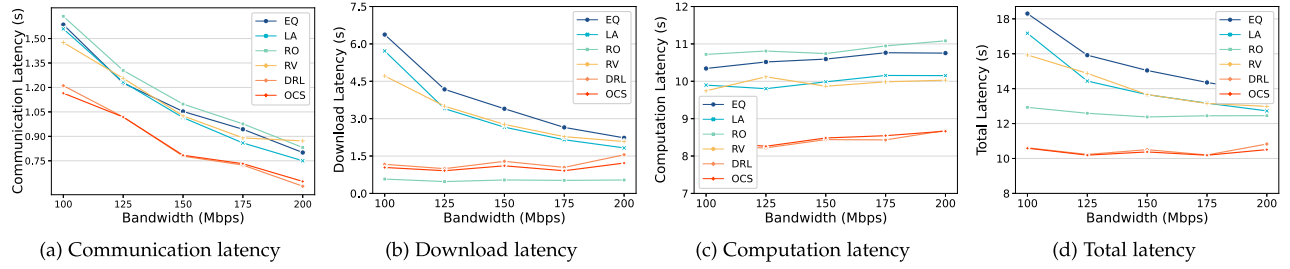 Communication Latency (s)
1.50
1.35
1.20
1.05
0.90
0.75
EQ
LA
RO
RV
DRL
OCS
100 125 150 175 200
Bandwidth (Mbps)
(a) Communication latency
Download Latency (s)
7.5
6.0
4.5
3.0
1.5
0.0
EQ
LA
RO
RV
DRL
OCS
100 125 150 175 200
Bandwidth (Mbps)
(b) Download latency
Computation Latency (s)
12
11
10
9
8
7
EQ
LA
RO
RV
DRL
OCS
100 125 150 175 200
Bandwidth (Mbps)
(c) Computation latency
Total Latency (s)
18
16
14
12
10
8
EQ
LA
RO
RV
DRL
OCS
100 125 150 175 200
Bandwidth (Mbps)
(d) Total latency